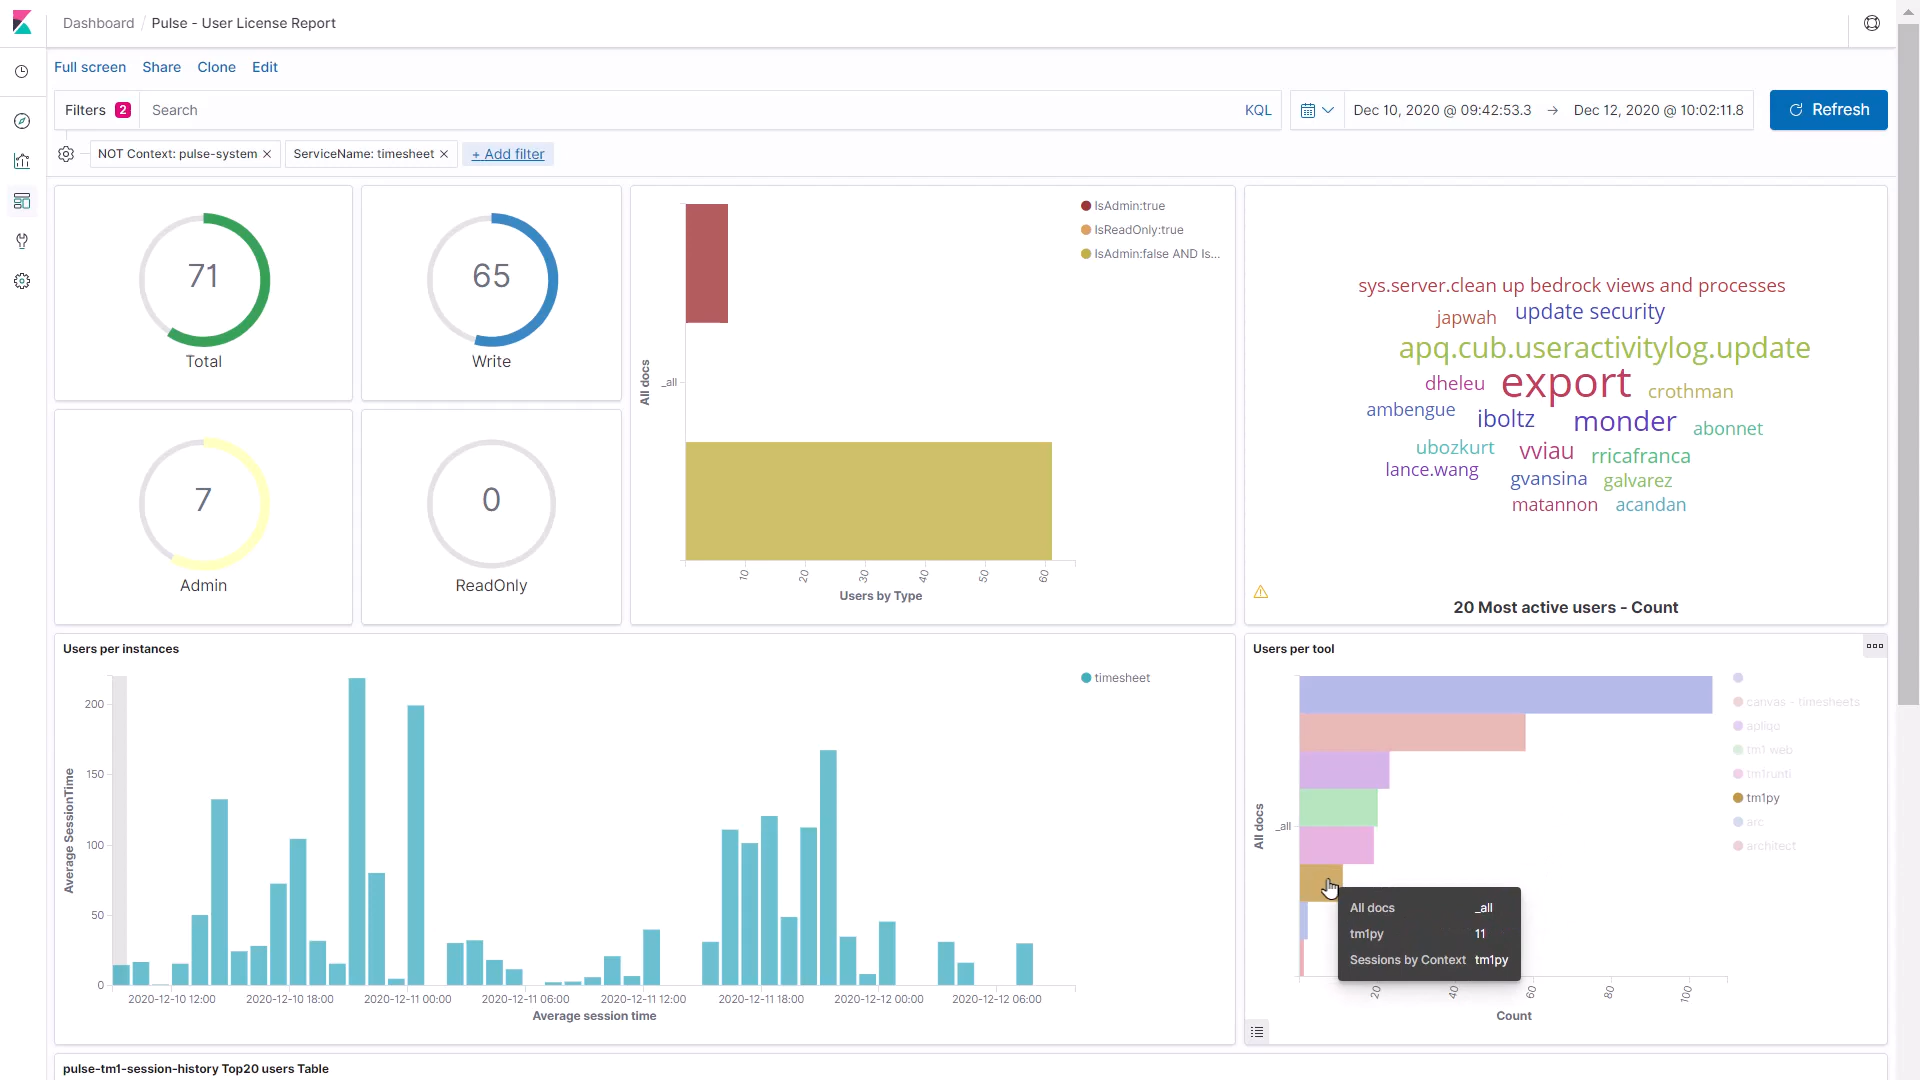 Dashboard / Pulse - User License Report
Full screen Share Clone Edit
Filters 2 Search KQL Dec 10, 2020 @ 09:42:53.3 → Dec 12, 2020 @ 10:02:11.8 Refresh
NOT Context: pulse-system × ServiceName: timesheet × + Add filter
71
Total
65
Write
7
Admin
0
ReadOnly
IsAdmin:true
IsReadOnly:true
IsAdmin:false AND Is...
All docs
_all
10 20 30 40 50 60
Users by Type
sys.server.clean up bedrock views and processes
japwah update security
apq.cub.useractivitylog.update
dheleu export crothman
ambengue iboltz monder abonnet
ubozkurt vviau rricafranca
lance.wang gvansina galvarez
matannon acandan
20 Most active users - Count
Users per instances
timesheet
Average SessionTime
200
150
100
50
0
2020-12-10 12:00 2020-12-10 18:00 2020-12-11 00:00 2020-12-11 06:00 2020-12-11 12:00 2020-12-11 18:00 2020-12-12 00:00 2020-12-12 06:00
Average session time
Users per tool
canvas - timesheets
apliqu
tm1 web
tm1runti
tm1py
arc
architect
All docs
_all
All docs _all
tm1py 11
Sessions by Context tm1py
20 40 60 80 100
Count
pulse-tm1-session-history Top20 users Table